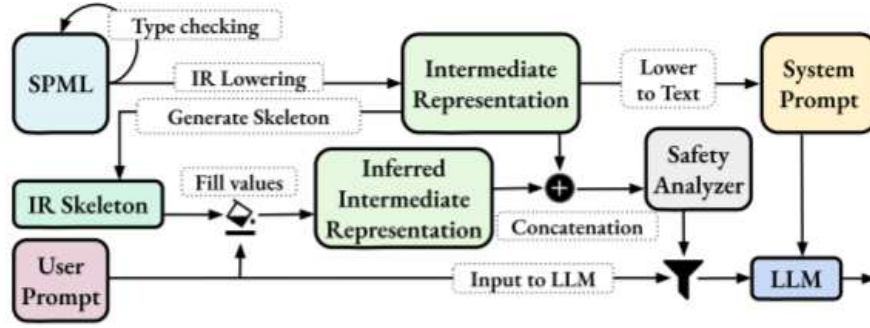 Type checking
SPML
IR Lowering
Intermediate
Representation
Lower
to Text
System
Prompt
Generate Skeleton
Safety
Analyzer
Fill values
Inferred
Intermediate
Representation
IR Skeleton
Concatenation
User
Prompt
Input to LLM
LLM